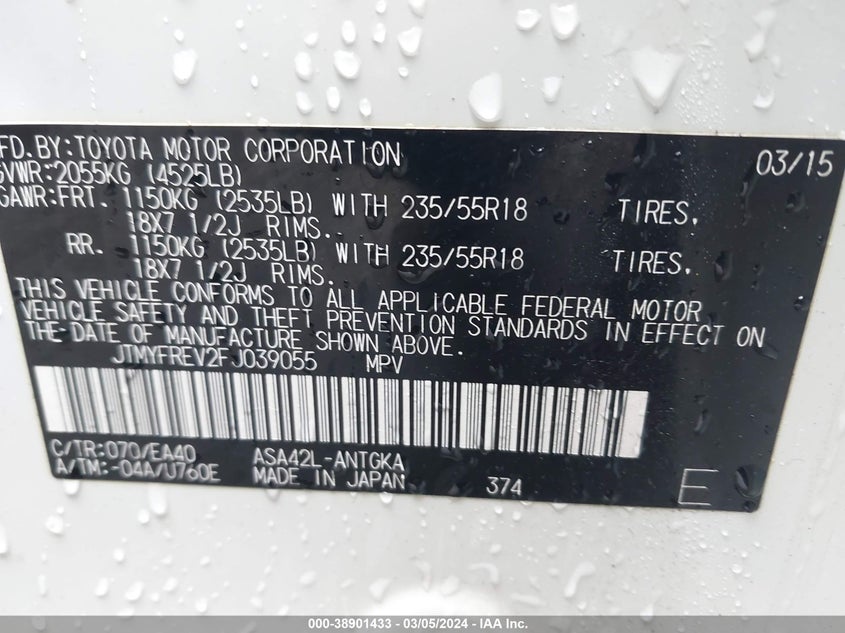 FD. BY: TOYOTA MOTOR CORPORATION 03/15
GVWR: 2055KG (4525LB)
GAWR: FRT. 1150KG (2535LB) WITH 235/55R18 TIRES,
18X7 1/2J RIMS.
RR. 1150KG (2535LB) WITH 235/55R18 TIRES,
18X7 1/2J RIMS.
THIS VEHICLE CONFORMS TO ALL APPLICABLE FEDERAL MOTOR
VEHICLE SAFETY AND THEFT PREVENTION STANDARDS IN EFFECT ON
THE DATE OF MANUFACTURE SHOWN ABOVE.
JTMYFREV2FJ039055 MPV
C/TR: 070/EA40 ASA42L-ANTGKA
A/TM: -04A/U760E MADE IN JAPAN 374 E
000-38901433 - 03/05/2024 - IAA Inc.